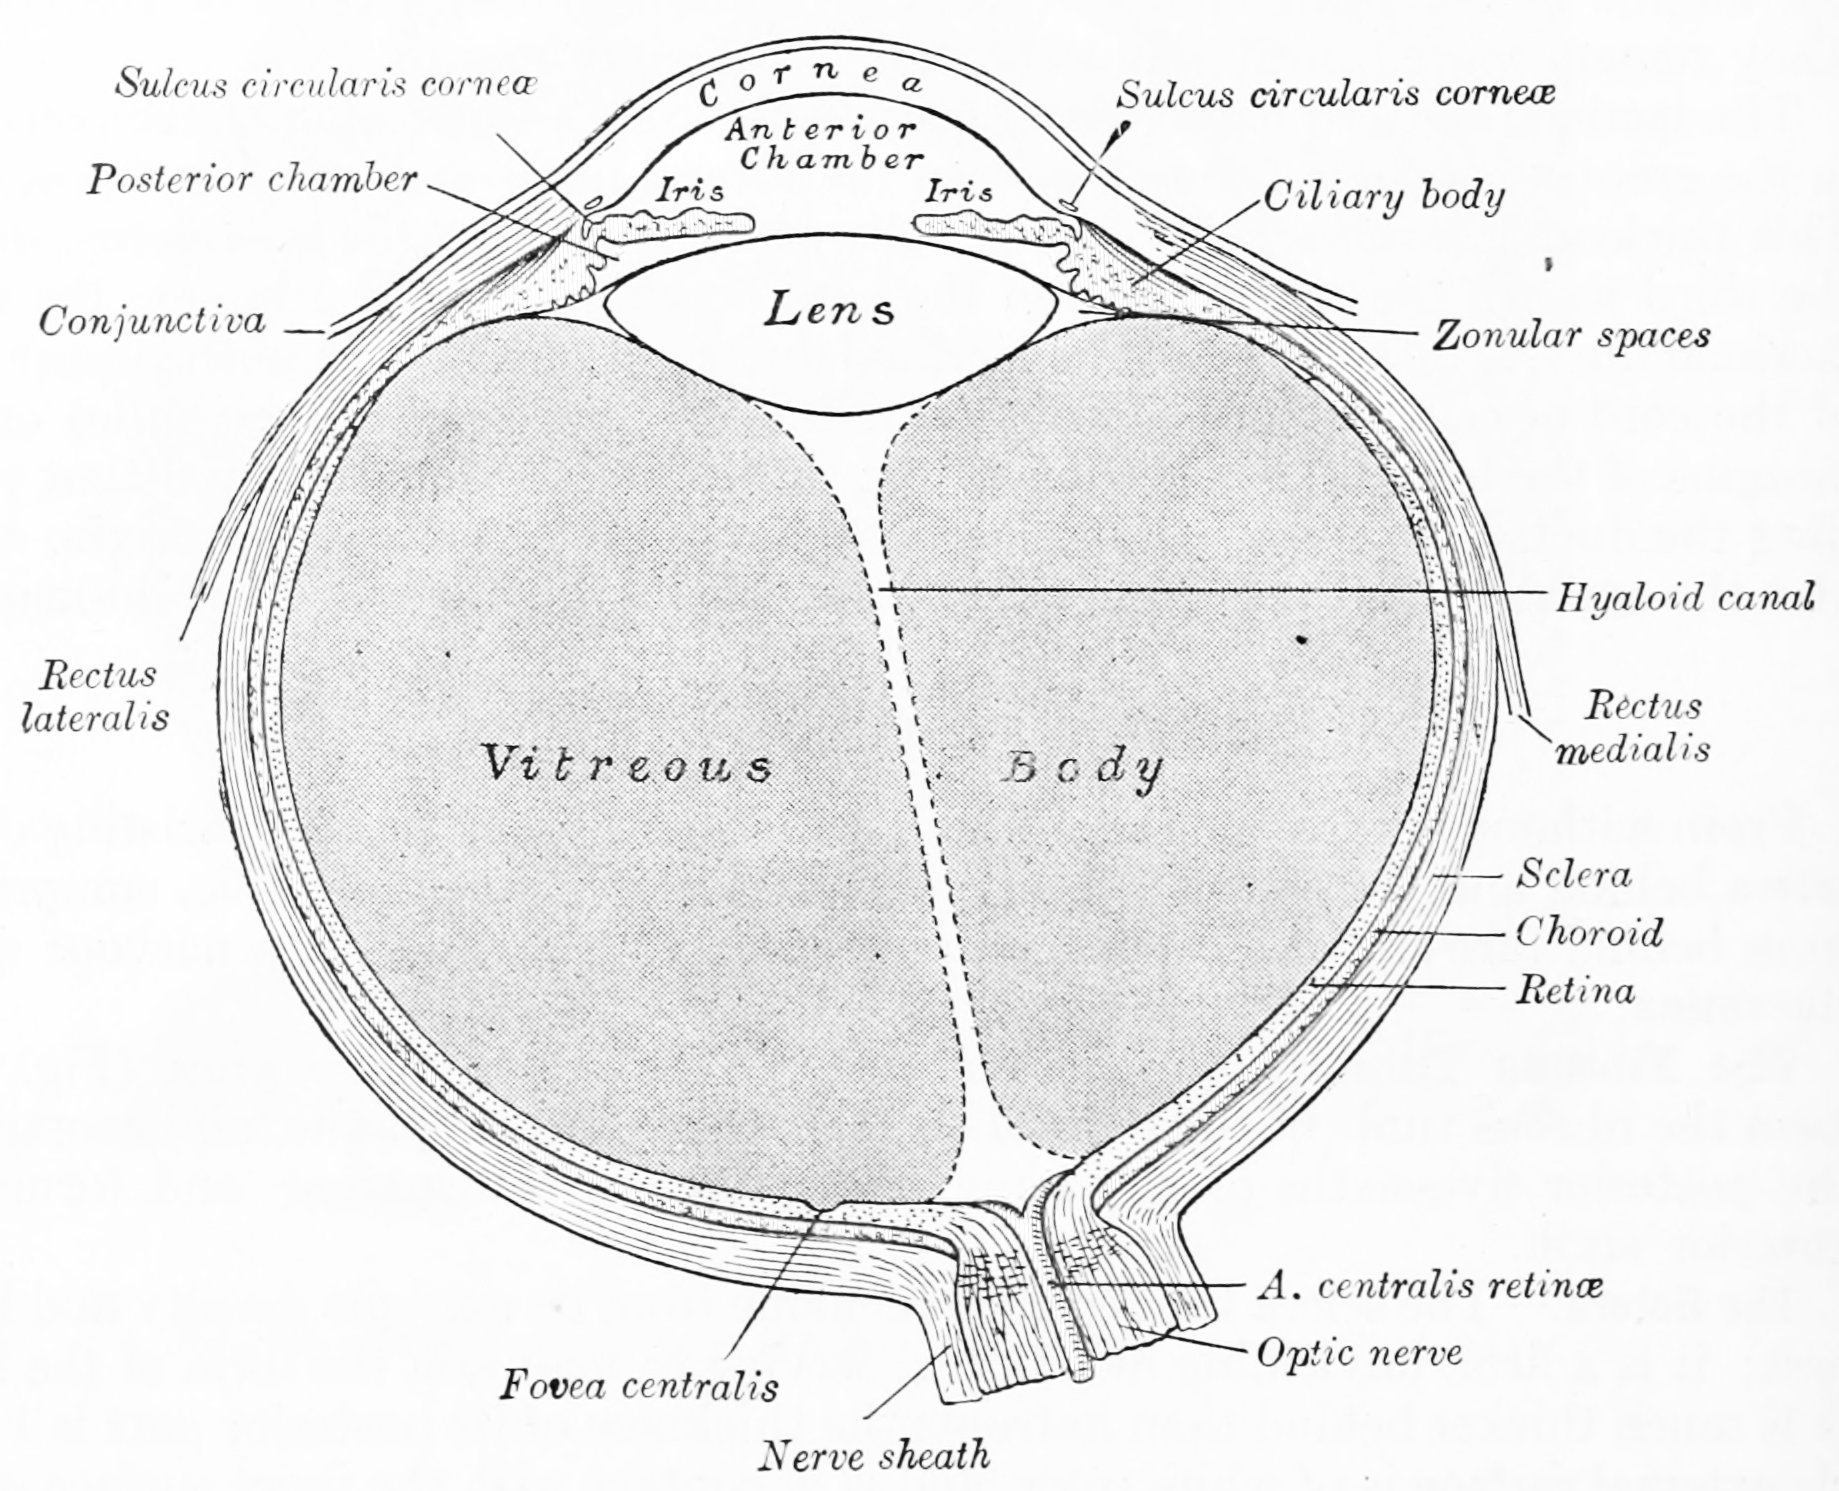 Cornea
Sulcus circularis corneæ
Sulcus circularis corneæ
Anterior
Chamber
Posterior chamber
Iris
Iris
Ciliary body
Lens
Conjunctiva
Zonular spaces
Hyaloid canal
Rectus
lateralis
Rectus
medialis
Vitreous Body
Sclera
Choroid
Retina
A. centralis retinæ
Optic nerve
Fovea centralis
Nerve sheath